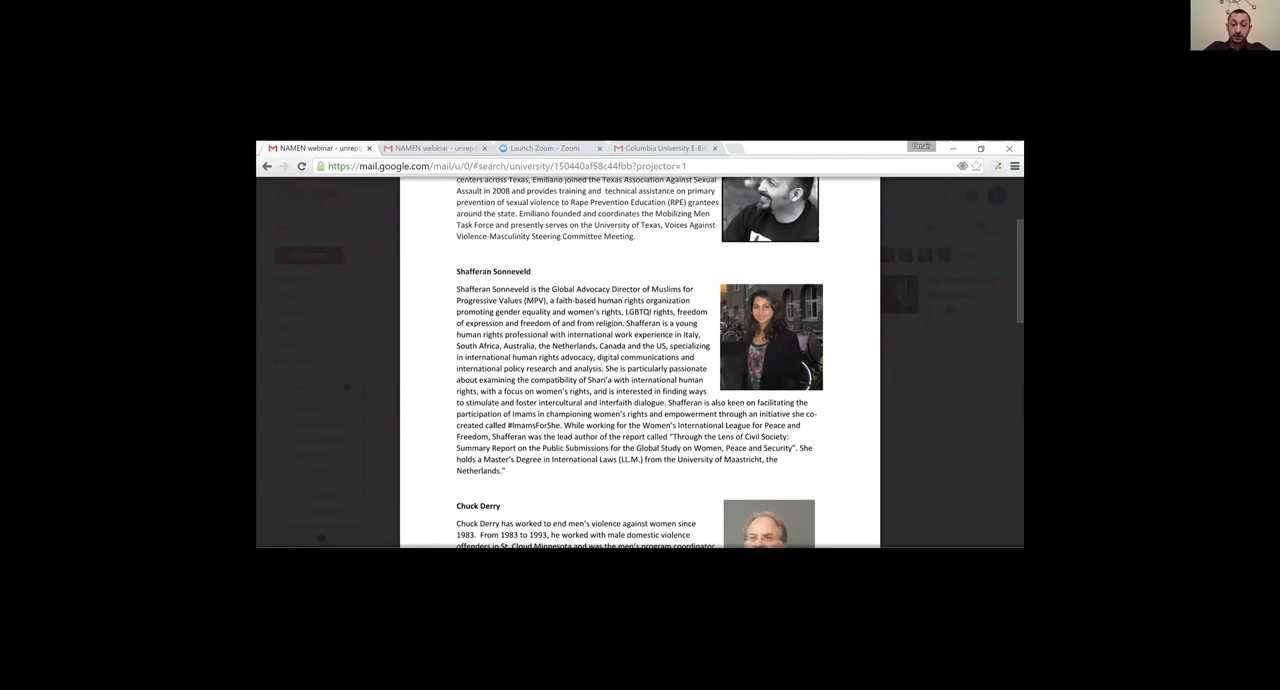 NAMEN webinar - unrep
NAMEN webinar - unrep
Launch Zoom - Zoom
Columbia University E-Bill
Omair
https://mail.google.com/mail/u/0/#search/university/150440af58c44fbb?projector=1
centers across Texas, Emiliano joined the Texas Association Against Sexual
Assault in 2008 and provides training and technical assistance on primary
prevention of sexual violence to Rape Prevention Education (RPE) grantees
around the state. Emiliano founded and coordinates the Mobilizing Men
Task Force and presently serves on the University of Texas, Voices Against
Violence-Masculinity Steering Committee Meeting.
Shafferan Sonneveld
Shafferan Sonneveld is the Global Advocacy Director of Muslims for
Progressive Values (MPV), a faith-based human rights organization
promoting gender equality and women's rights, LGBTQI rights, freedom
of expression and freedom of and from religion. Shafferan is a young
human rights professional with international work experience in Italy,
South Africa, Australia, the Netherlands, Canada and the US, specializing
in international human rights advocacy, digital communications and
international policy research and analysis. She is particularly passionate
about examining the compatibility of Shari'a with international human
rights, with a focus on women's rights, and is interested in finding ways
to stimulate and foster intercultural and interfaith dialogue. Shafferan is also keen on facilitating the
participation of Imams in championing women's rights and empowerment through an initiative she co-
created called #ImamsForShe. While working for the Women's International League for Peace and
Freedom, Shafferan was the lead author of the report called "Through the Lens of Civil Society:
Summary Report on the Public Submissions for the Global Study on Women, Peace and Security". She
holds a Master's Degree in International Laws (LL.M.) from the University of Maastricht, the
Netherlands."
Chuck Derry
Chuck Derry has worked to end men's violence against women since
1983. From 1983 to 1993, he worked with male domestic violence
offenders in St. Cloud Minnesota and was the men's program coordinator